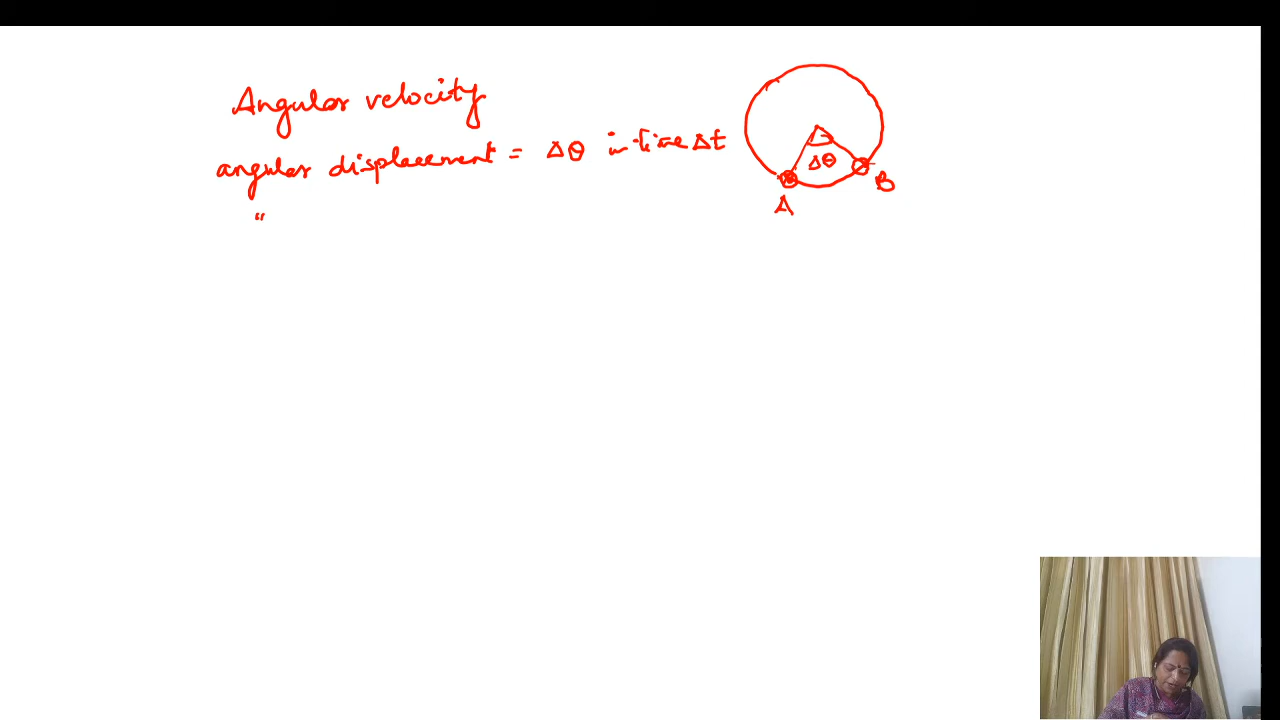 Angular velocity
angular displacement = Δθ in time Δt
"
Δθ
A
B